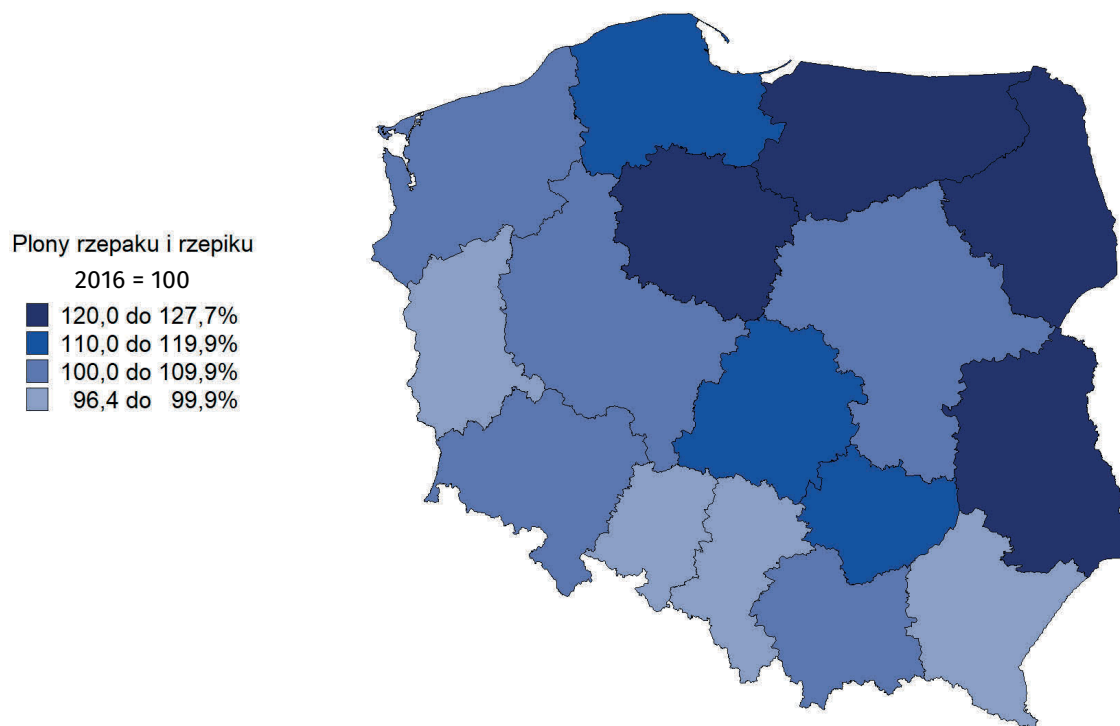 Plony rzepaku i rzepiku
2016 = 100
120,0 do 127,7%
110,0 do 119,9%
100,0 do 109,9%
96,4 do 99,9%